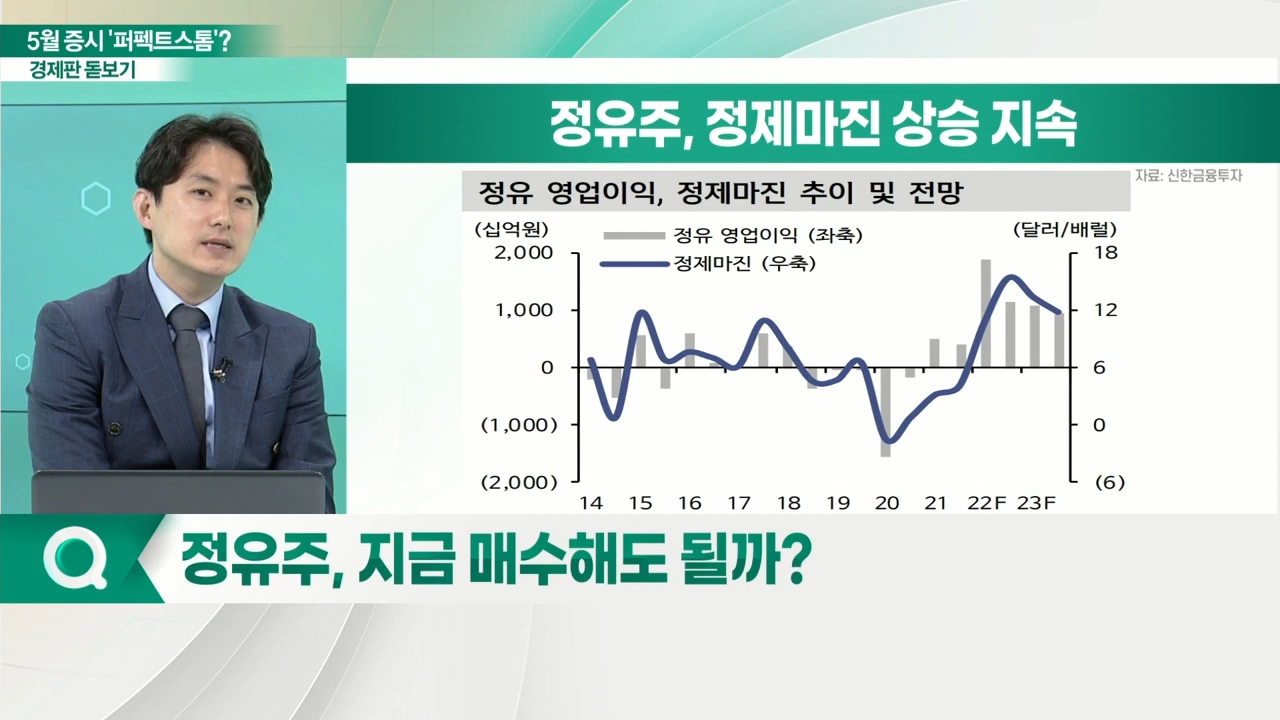 5월 증시 '퍼펙트스톰'?
경제판 돋보기
정유주, 정제마진 상승 지속
자료: 신한금융투자
정유 영업이익, 정제마진 추이 및 전망
(십억원)
(달러/배럴)
정유 영업이익 (좌축)
정제마진 (우축)
2,000
1,000
0
(1,000)
(2,000)
18
12
6
0
(6)
14 15 16 17 18 19 20 21 22F 23F
정유주, 지금 매수해도 될까?